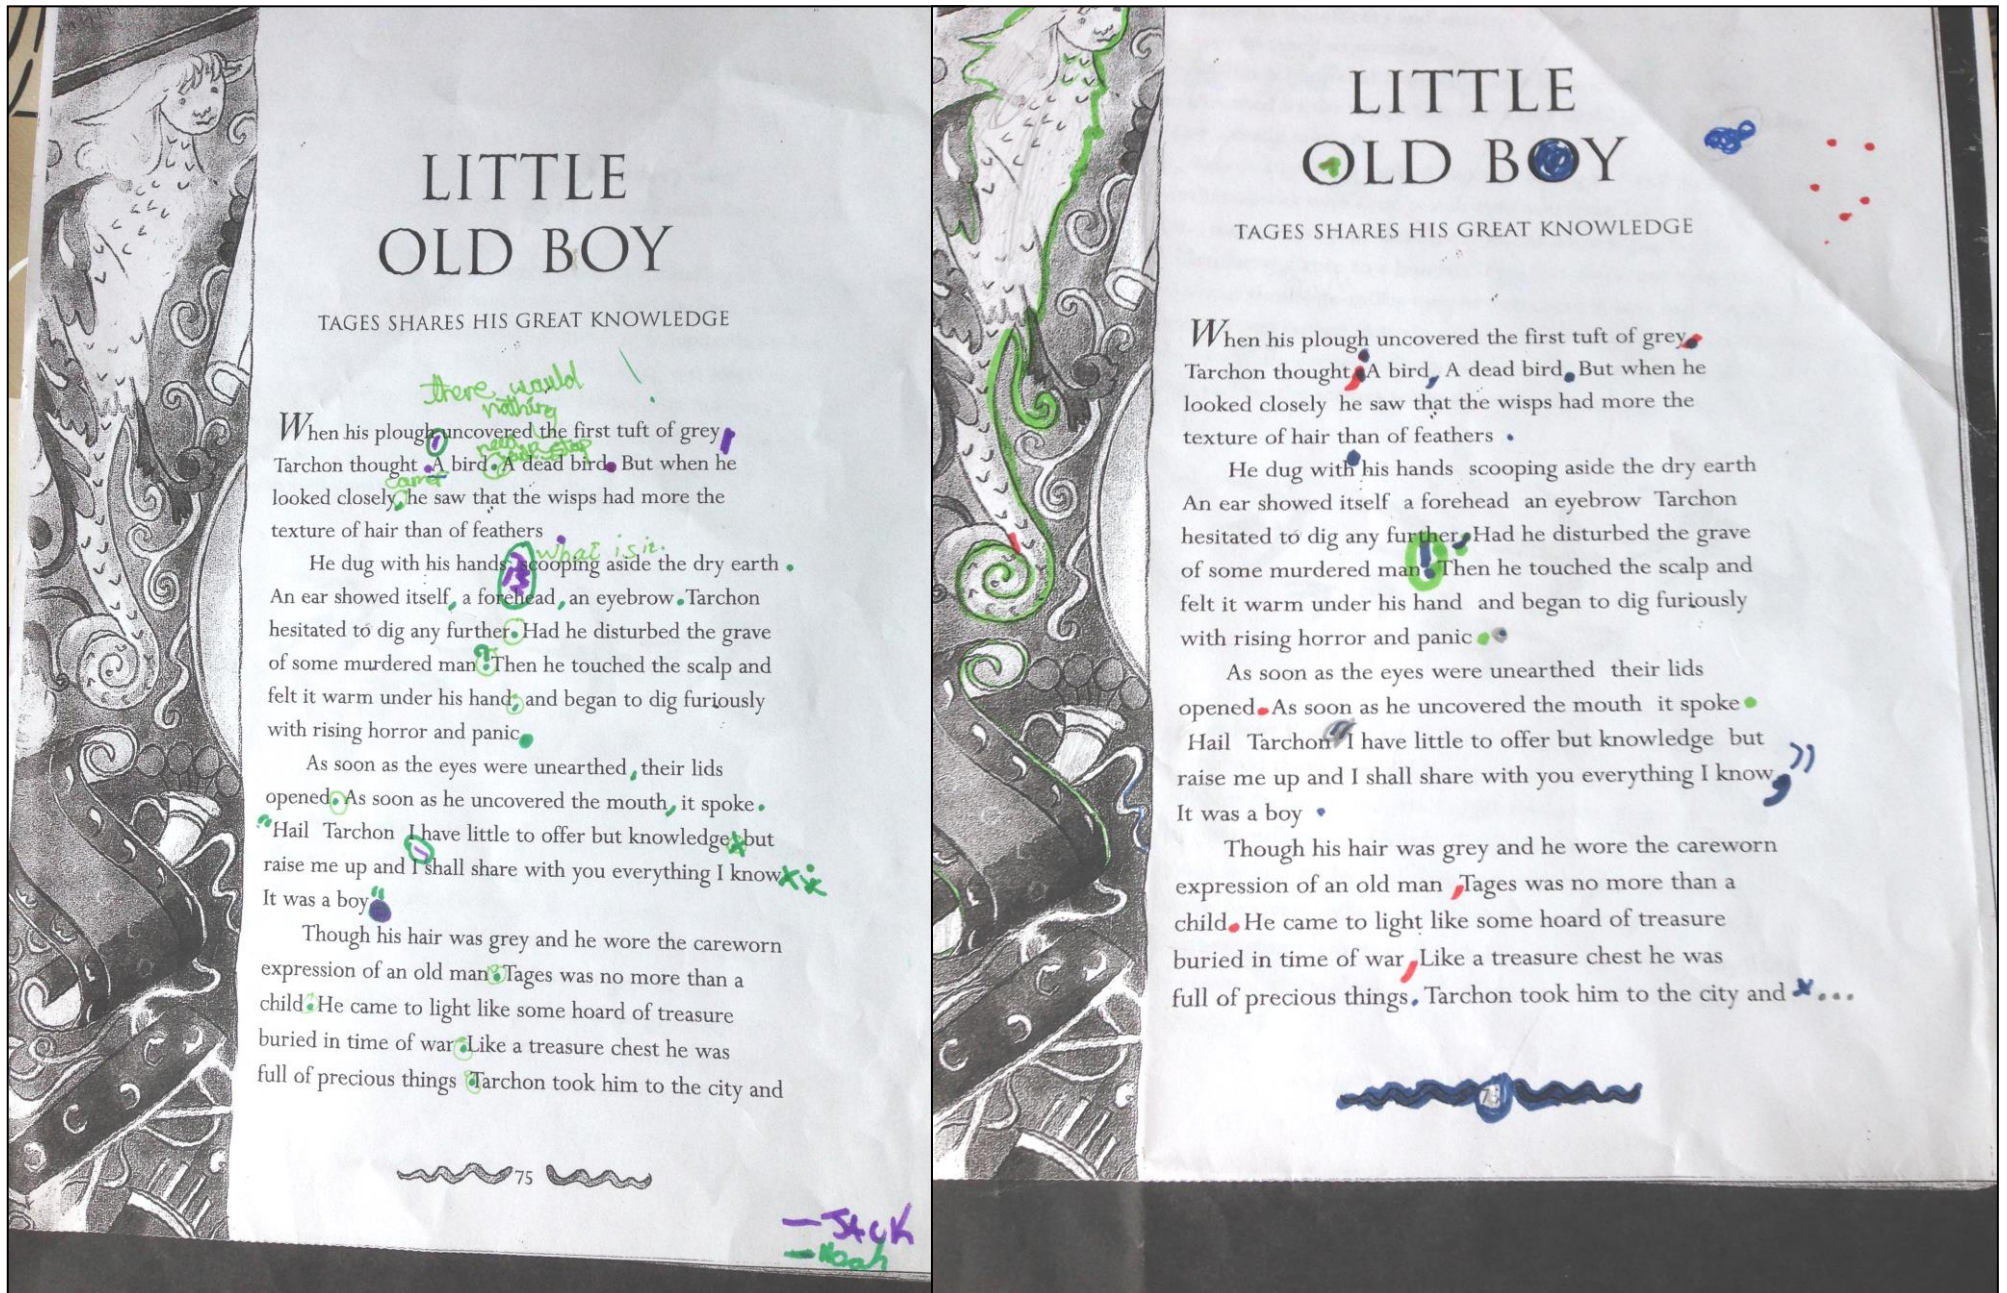 LITTLE
OLD BOY
TAGES SHARES HIS GREAT KNOWLEDGE
there would
nothing
need
When his plough uncovered the first tuft of grey,
Tarchon thought . A bird. A dead bird. But when he
looked closely, he saw that the wisps had more the
texture of hair than of feathers .
what is it.
He dug with his hands scooping aside the dry earth .
An ear showed itself, a forehead, an eyebrow. Tarchon
hesitated to dig any further. Had he disturbed the grave
of some murdered man? Then he touched the scalp and
felt it warm under his hand, and began to dig furiously
with rising horror and panic.
As soon as the eyes were unearthed, their lids
opened. As soon as he uncovered the mouth, it spoke.
"Hail Tarchon I have little to offer but knowledge but
raise me up and I shall share with you everything I know
It was a boy"
Though his hair was grey and he wore the careworn
expression of an old man. Tages was no more than a
child. He came to light like some hoard of treasure
buried in time of war. Like a treasure chest he was
full of precious things . Tarchon took him to the city and
75
- JACK
- Noah
LITTLE
OLD BOY
TAGES SHARES HIS GREAT KNOWLEDGE
When his plough uncovered the first tuft of grey,
Tarchon thought, A bird, A dead bird. But when he
looked closely he saw that the wisps had more the
texture of hair than of feathers .
He dug with his hands scooping aside the dry earth
An ear showed itself a forehead an eyebrow Tarchon
hesitated to dig any further, Had he disturbed the grave
of some murdered man! Then he touched the scalp and
felt it warm under his hand and began to dig furiously
with rising horror and panic .
As soon as the eyes were unearthed their lids
opened. As soon as he uncovered the mouth it spoke .
Hail Tarchon "I have little to offer but knowledge but
raise me up and I shall share with you everything I know, "
It was a boy .
Though his hair was grey and he wore the careworn
expression of an old man , Tages was no more than a
child. He came to light like some hoard of treasure
buried in time of war, Like a treasure chest he was
full of precious things. Tarchon took him to the city and ...